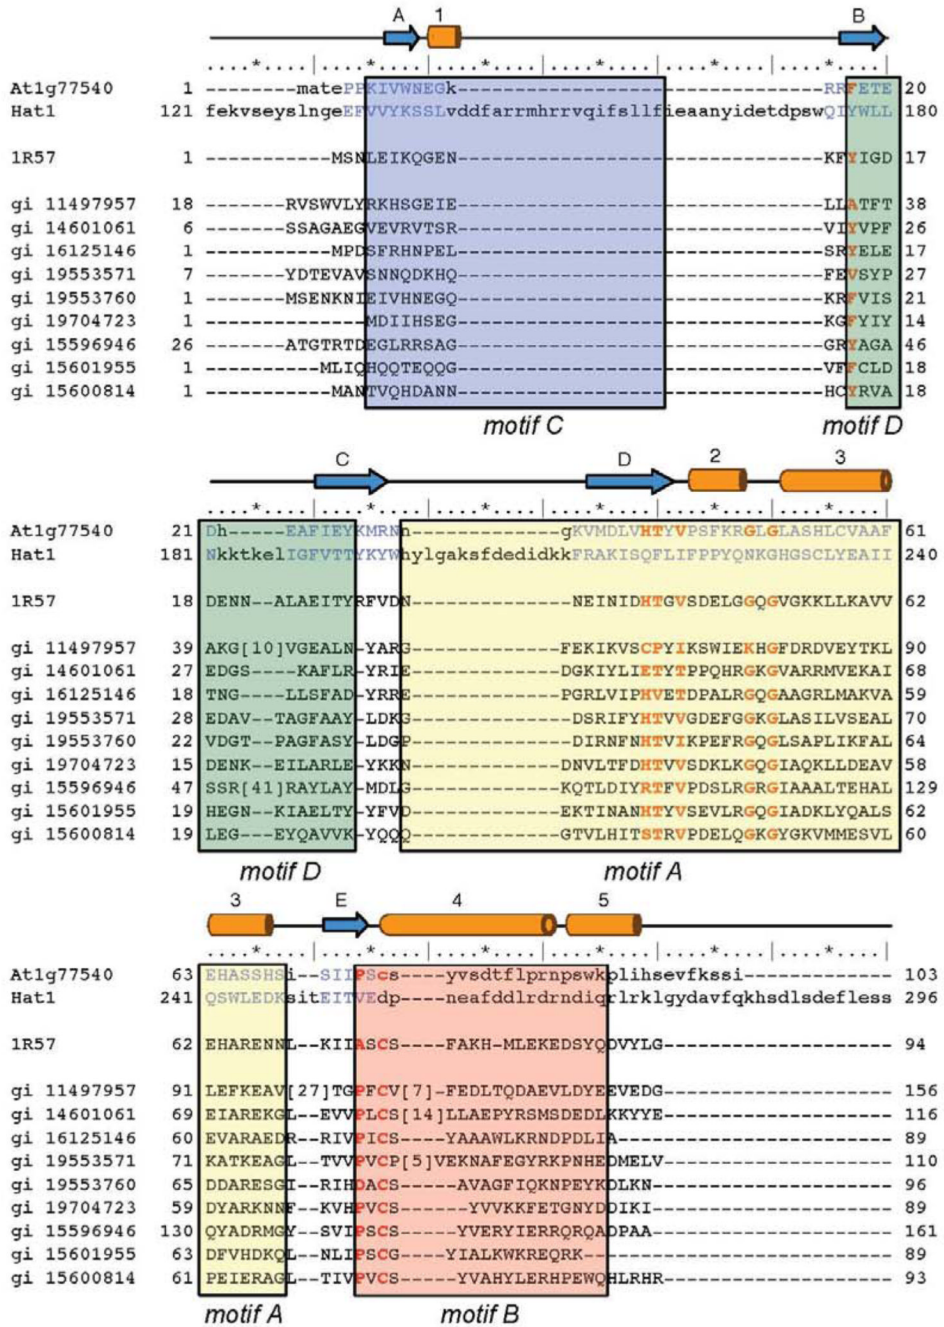 A 1 B
....*....|....*....|....*....|....*....|....*....|....*....|
At1g77540 1 --------matePPKIVWNEGk--------------------------------RRFETE 20
Hat1 121 fekvseyslngeEFVVYKSSLvddfarrmhrrvqifsllfieaanyidetdpswQIYWLL 180
1R57 1 -----------MSNLEIKQGEN--------------------------------KFYIGD 17
gi 11497957 18 -------RVSWVLYRKHSGEIE--------------------------------LLATFT 38
gi 14601061 6 -------SSAGAEGVEVRVTSR--------------------------------VIYVPF 26
gi 16125146 1 -----------MPDSFRHNPEL--------------------------------SRYELE 17
gi 19553571 7 -------YDTEVAVSNNQDKHQ--------------------------------FEVSYP 27
gi 19553760 1 -------MSENKNIEIVHNEGQ--------------------------------KRFVIS 21
gi 19704723 1 --------------MDIIHSEG--------------------------------KGFYIY 14
gi 15596946 26 -------ATGTRTDEGLRRSAG--------------------------------GRYAGA 46
gi 15601955 1 ----------MLIQHQQTEQQG--------------------------------VFFCLD 18
gi 15600814 1 -----------MANTVQHDANN--------------------------------HCYRVA 18
motif C motif D
C D 2 3
....*....|....*....|....*....|....*....|....*....|....*....|
At1g77540 21 Dh-----EAFIEYKMRNn--------------gKVMDLVHTYVPSFKRGLGLASHLCVAAF 61
Hat1 181 NkktkelIGFVTTYKYWhylgaksfdedidkkFRAKISQFLIFPPYQNKGHGSCLYEAII 240
1R57 18 DENN--ALAEITYRFVDN--------------NEINIDHTGVSDELGGQGVGKKLLKAVV 62
gi 11497957 39 AKG[10]VGEALN-YARG--------------FEKIKVSCPYIKSWIEKHGFDRDVEYTKL 90
gi 14601061 27 EDGS-----KAFLR-YRIE--------------DGKIYLIETYTPPQHRGKGVARRMVEKAI 68
gi 16125146 18 TNG----LLSFAD-YRRE--------------PGRLVIPHVETDPALRGQGAAGRLMAKVA 59
gi 19553571 28 EDAV--TAGFAAY-LDKG--------------DSRIFYHTVVGDEFGGKGLASILVSEAL 70
gi 19553760 22 VDGT--PAGFASY-LDGP--------------DIRNFNHTVIKPEFRGQGLSAPLIKFAL 64
gi 19704723 15 DENK--EILARLE-YKKN--------------DNVLTFDHTVVSDKLKGQGIAQKLLDEAV 58
gi 15596946 47 SSR[41]RAYLAY-MDLG--------------KQTLDIYRTFVPDSLRGRGIAAALTEHAL 129
gi 15601955 19 HEGN--KIAELTY-YFVD--------------EKTINANHTYVSEVLRGQGIADKLYQALS 62
gi 15600814 19 LEG---EYQAVVK-YQQQ--------------GTVLHITSTRVPDELQGKGYGKVMMESVL 60
motif D motif A
3 E 4 5
....*....|....*....|....*....|....*....|....*....|....*....|
At1g77540 63 EHASSHSi--SIIPSCs----yvsdtflprnpswkplihsevfkssi------------- 103
Hat1 241 QSWLEDKsitEITVEdp----neafddlrdrndiqrlrklgydavfqkhsdlsdefless 296
1R57 62 EHARENNL--KIIASCS-----FAKH-MLEKEDSYQDVYLG------------------- 94
gi 11497957 91 LEFKEAV[27]TGPFCV[7]-FEDLTQDAEVLDYEEVEDG-------------------- 156
gi 14601061 69 EIAREKGL--EVVPLCS[14]LLAEPYRSMSDEDLKKYYE-------------------- 116
gi 16125146 60 EVARAEDR--RIVPICS-----YAAAWLKRNDPDLIA----------------------- 89
gi 19553571 71 KATKEAGL--TVVPVCP[5]VEKNAFEGYRKPNHEDMELV-------------------- 110
gi 19553760 65 DDARESGI--RIHDACS-----AVAGFIQKNPEYKDLKN--------------------- 96
gi 19704723 59 DYARKNNF--KVHPVCS------YVVKKFETGNYDDIKI--------------------- 94
gi 15596946 130 QYADRMGY--SVIPSCS-----YVERYIERRQRQADPAA--------------------- 161
gi 15601955 63 DFVHDKQL--NLIPSCG-----YIALKWKREQRK-- 89
gi 15600814 61 PEIERAGL--TIVPVCS-----YVAHYLERHPEWQHLRHR-------------------- 93
motif A motif B